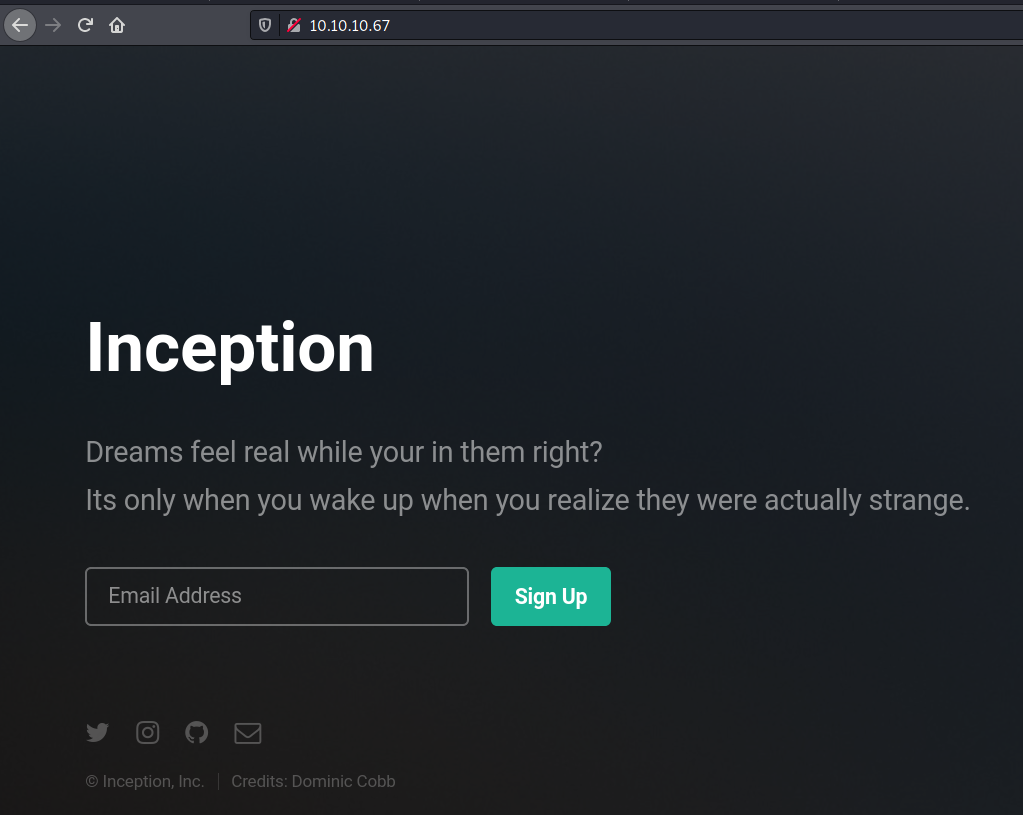 10.10.10.67
Inception
Dreams feel real while your in them right?
Its only when you wake up when you realize they were actually strange.
Email Address
Sign Up
© Inception, Inc. Credits: Dominic Cobb